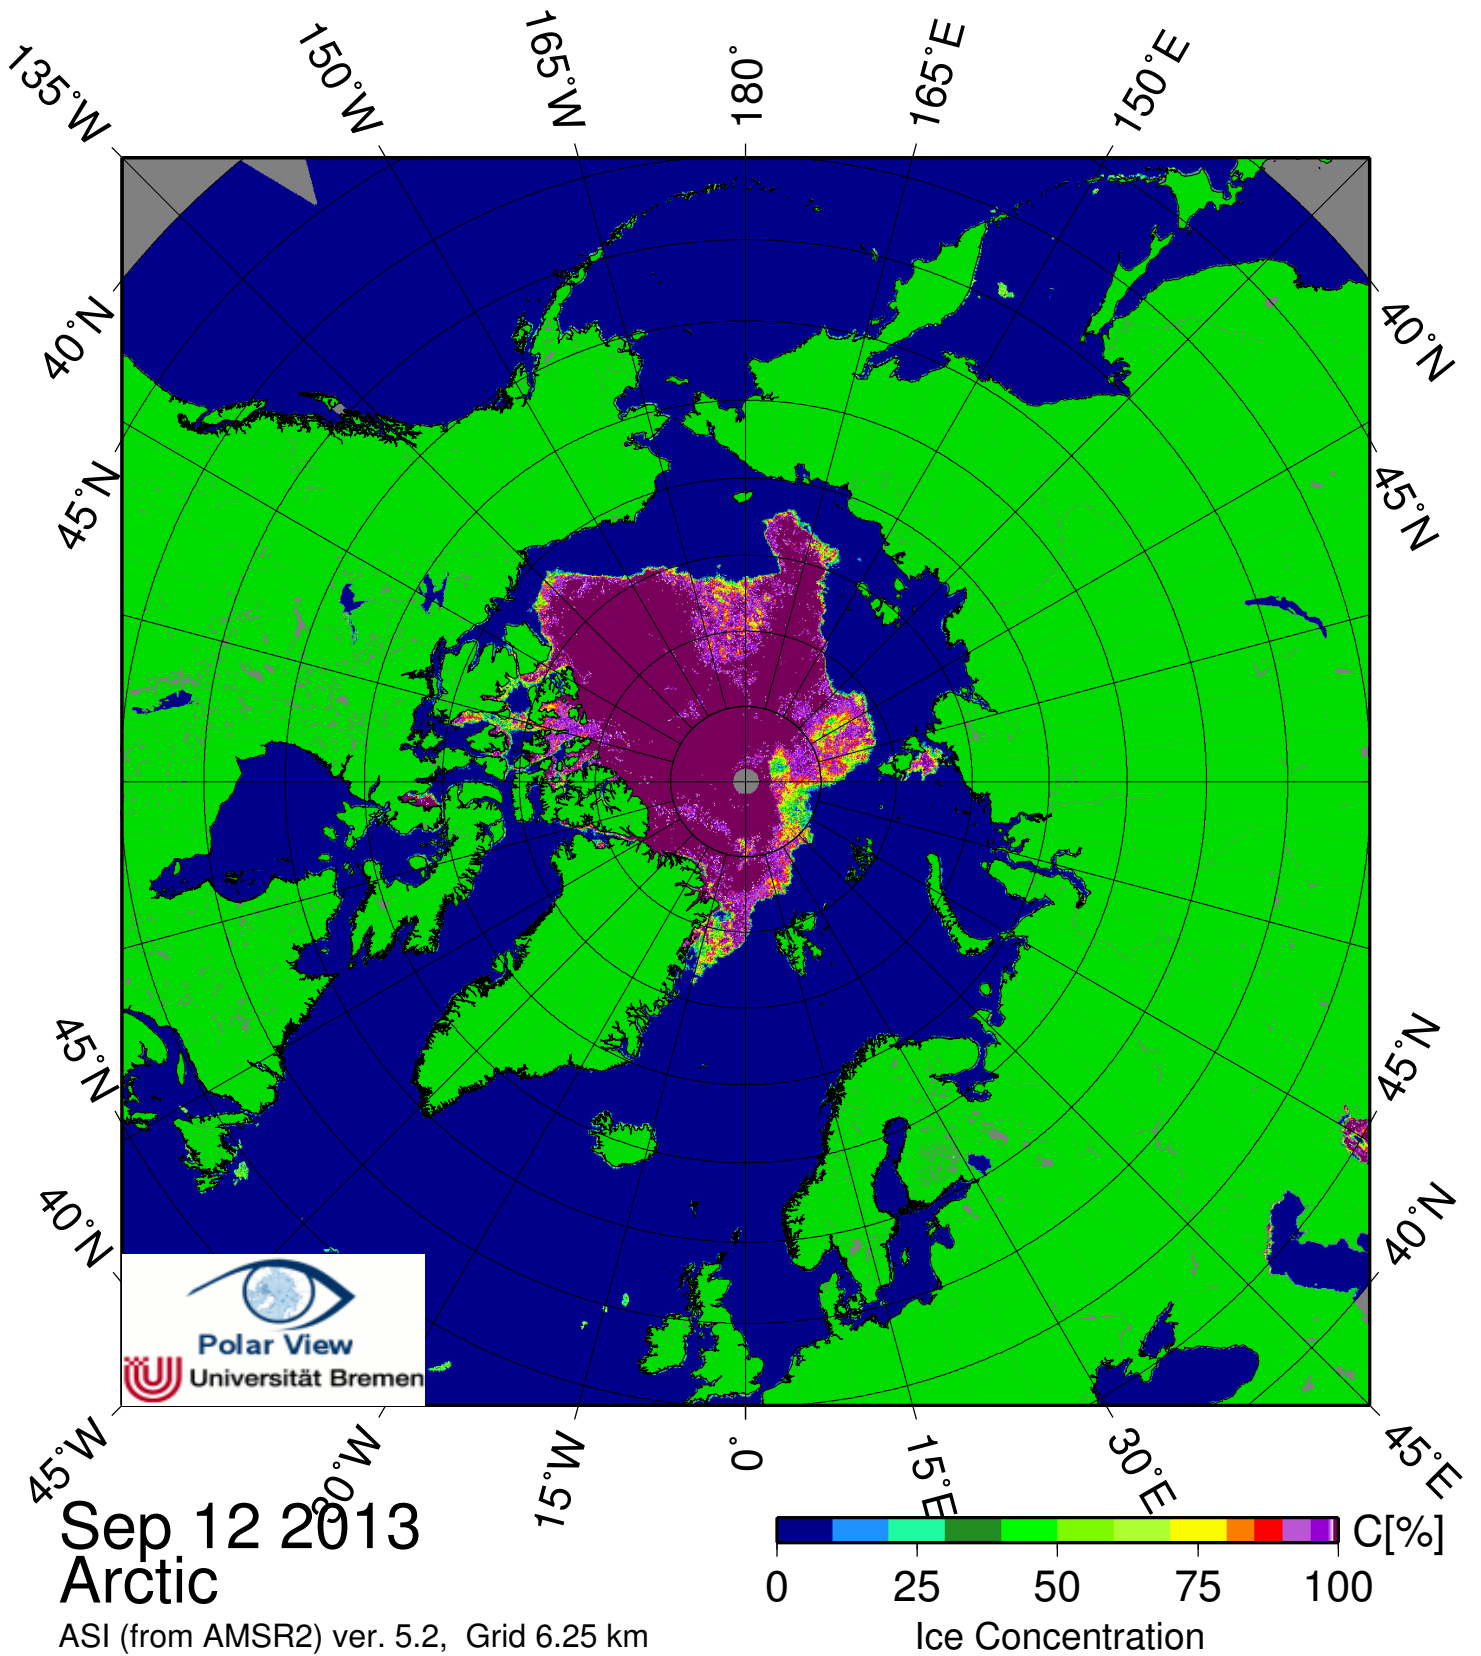 135°W
150°W
165°W
180°
165°E
150°E
40°N
40°N
45°N
45°N
45°N
45°N
40°N
40°N
Polar View
Universität Bremen
45°W
30°W
15°W
0°
15°E
30°E
45°E
Sep 12 2013
Arctic
ASI (from AMSR2) ver. 5.2, Grid 6.25 km
C[%]
0 25 50 75 100
Ice Concentration